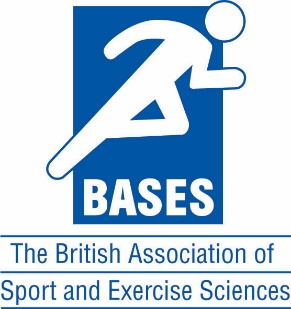 BASES
The British Association of
Sport and Exercise Sciences